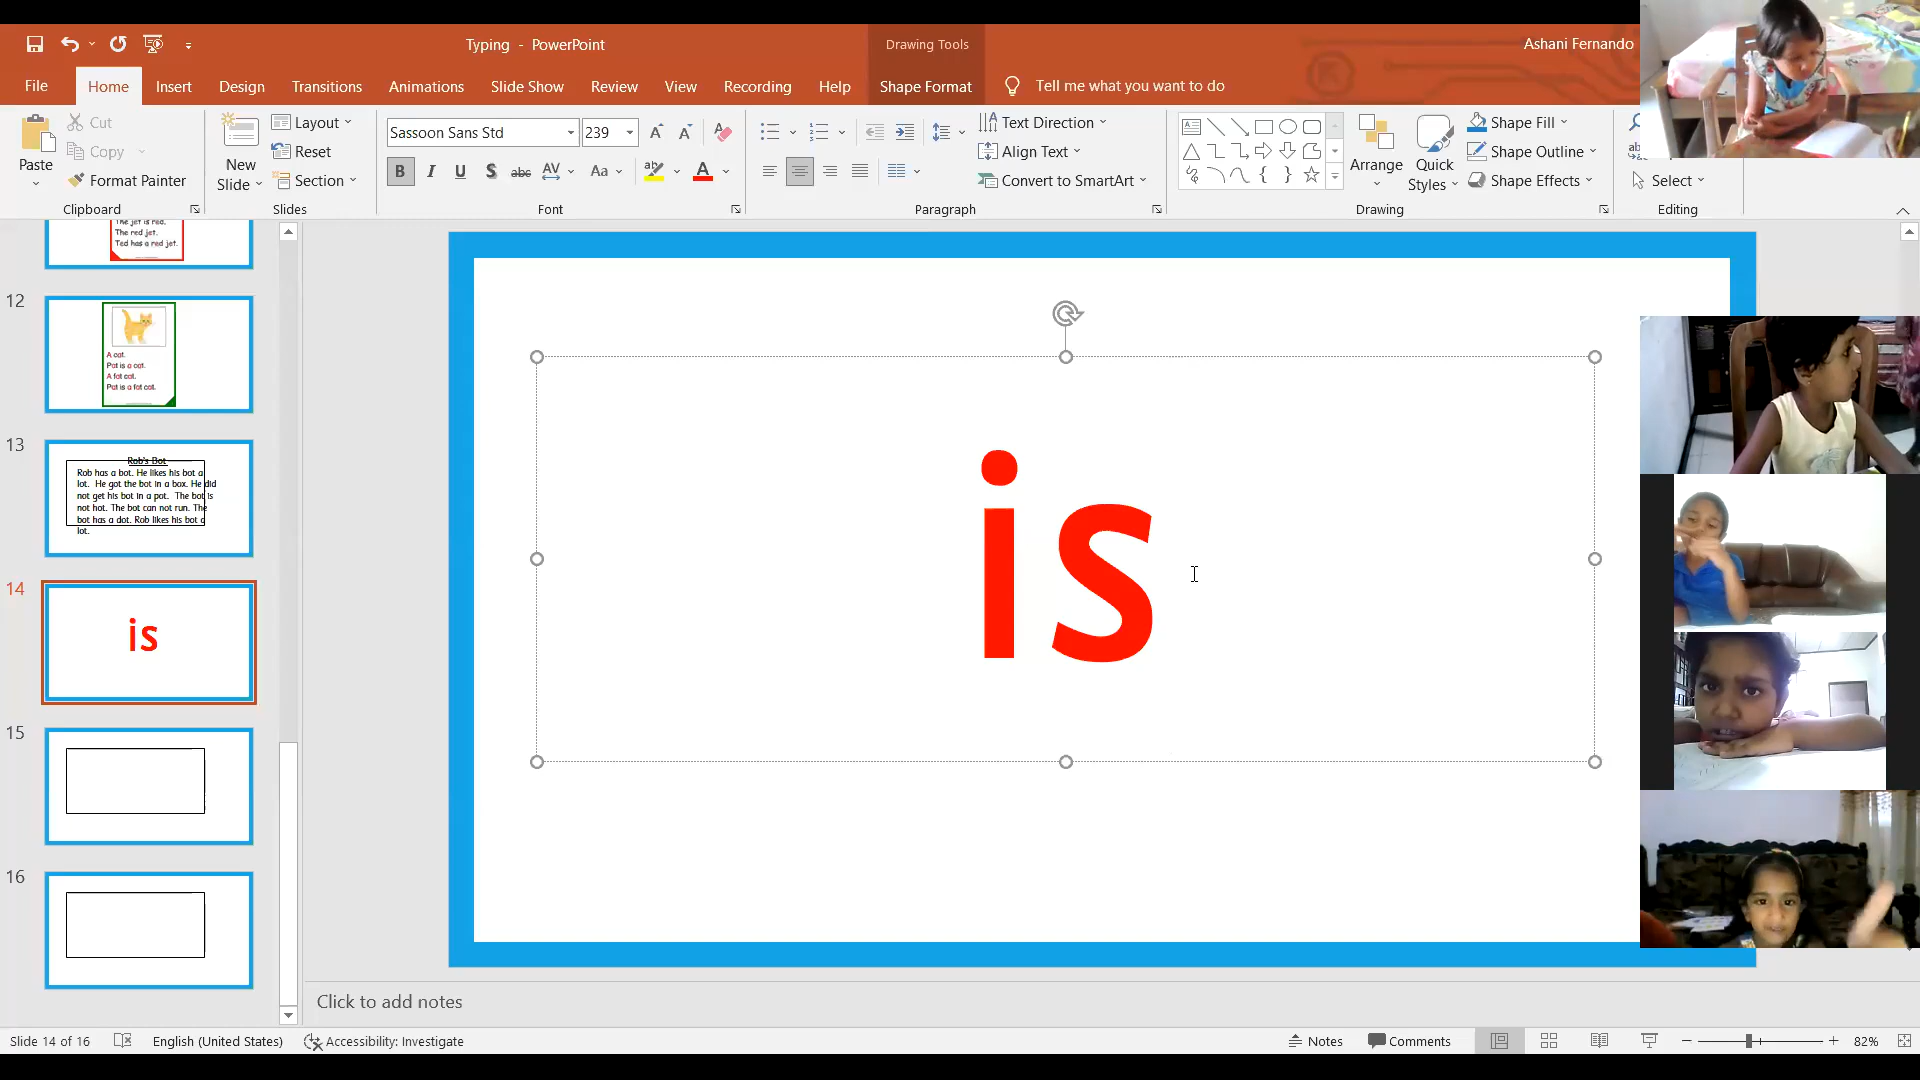 Typing - PowerPoint
Drawing Tools
Ashani Fernando
File
Home
Insert
Design
Transitions
Animations
Slide Show
Review
View
Recording
Help
Shape Format
Tell me what you want to do
Paste
Cut
Copy
Format Painter
Clipboard
New Slide
Layout
Reset
Section
Slides
Sassoon Sans Std
239
Font
Text Direction
Align Text
Convert to SmartArt
Paragraph
Arrange
Quick Styles
Shape Fill
Shape Outline
Shape Effects
Drawing
Select
Editing
The jet is red.
The red jet.
Ted has a red jet.
12
A cat.
Pat is a cat.
A fat cat.
Pat is a fat cat.
13
Rob's Bot
Rob has a bot. He likes his bot a
lot. He got the bot in a box. He did
not get his bot in a pot. The bot is
not hot. The bot can not run. The
bot has a dot. Rob likes his bot a
lot.
14
is
15
16
is
Click to add notes
Slide 14 of 16
English (United States)
Accessibility: Investigate
Notes
Comments
82%